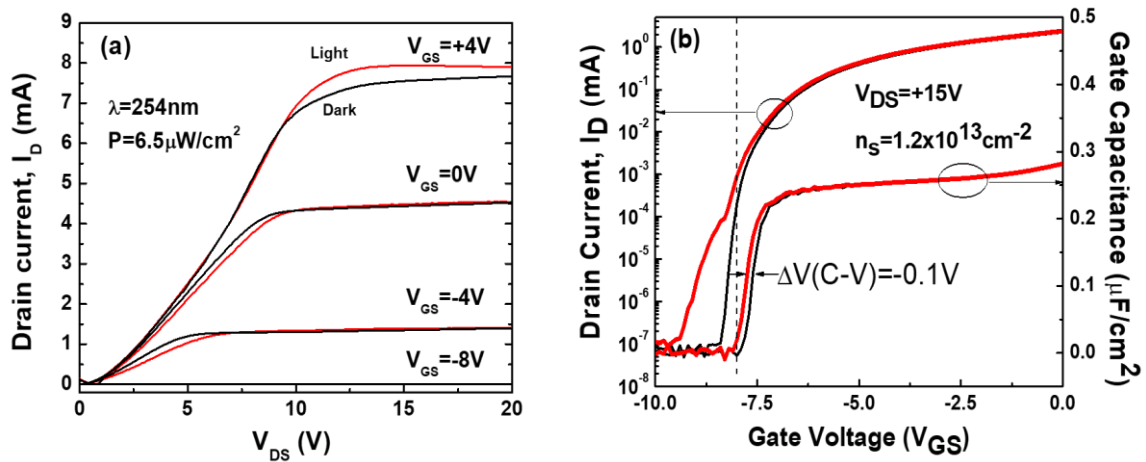 (a)
Light
V_GS=+4V
Dark
λ=254nm
P=6.5μW/cm²
V_GS=0V
V_GS=-4V
V_GS=-8V
Drain current, I_D (mA)
9
8
7
6
5
4
3
2
1
0
0
5
10
15
20
V_DS (V)
(b)
V_DS=+15V
n_s=1.2x10^13cm-2
ΔV(C-V)=-0.1V
Drain Current, I_D (mA)
10^0
10^-1
10^-2
10^-3
10^-4
10^-5
10^-6
10^-7
10^-8
-10.0
-7.5
-5.0
-2.5
0.0
Gate Voltage (V_GS)
0.5
0.4
0.3
0.2
0.1
0.0
Gate Capacitance (μF/cm²)